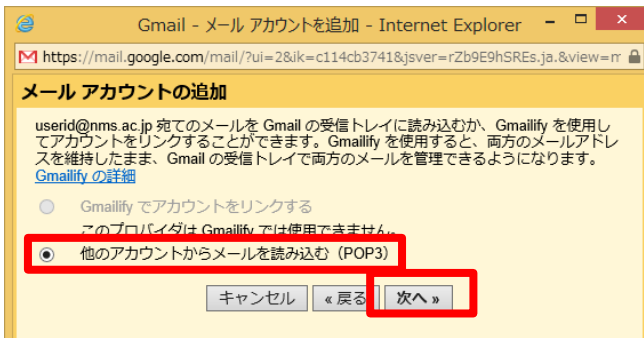 Gmail - メール アカウントを追加 - Internet Explorer
https://mail.google.com/mail/?ui=2&ik=c114cb3741&jsver=rZb9E9hSREs.ja.&view=m
メール アカウントの追加
userid@nms.ac.jp 宛てのメールを Gmail の受信トレイに読み込むか、Gmailify を使用し
てアカウントをリンクすることができます。Gmailify を使用すると、両方のメールアドレ
スを維持したまま、Gmail の受信トレイで両方のメールを管理できるようになります。
Gmailify の詳細
Gmailify でアカウントをリンクする
このプロバイダは Gmailify では使用できません。
他のアカウントからメールを読み込む（POP3）
キャンセル « 戻る 次へ »